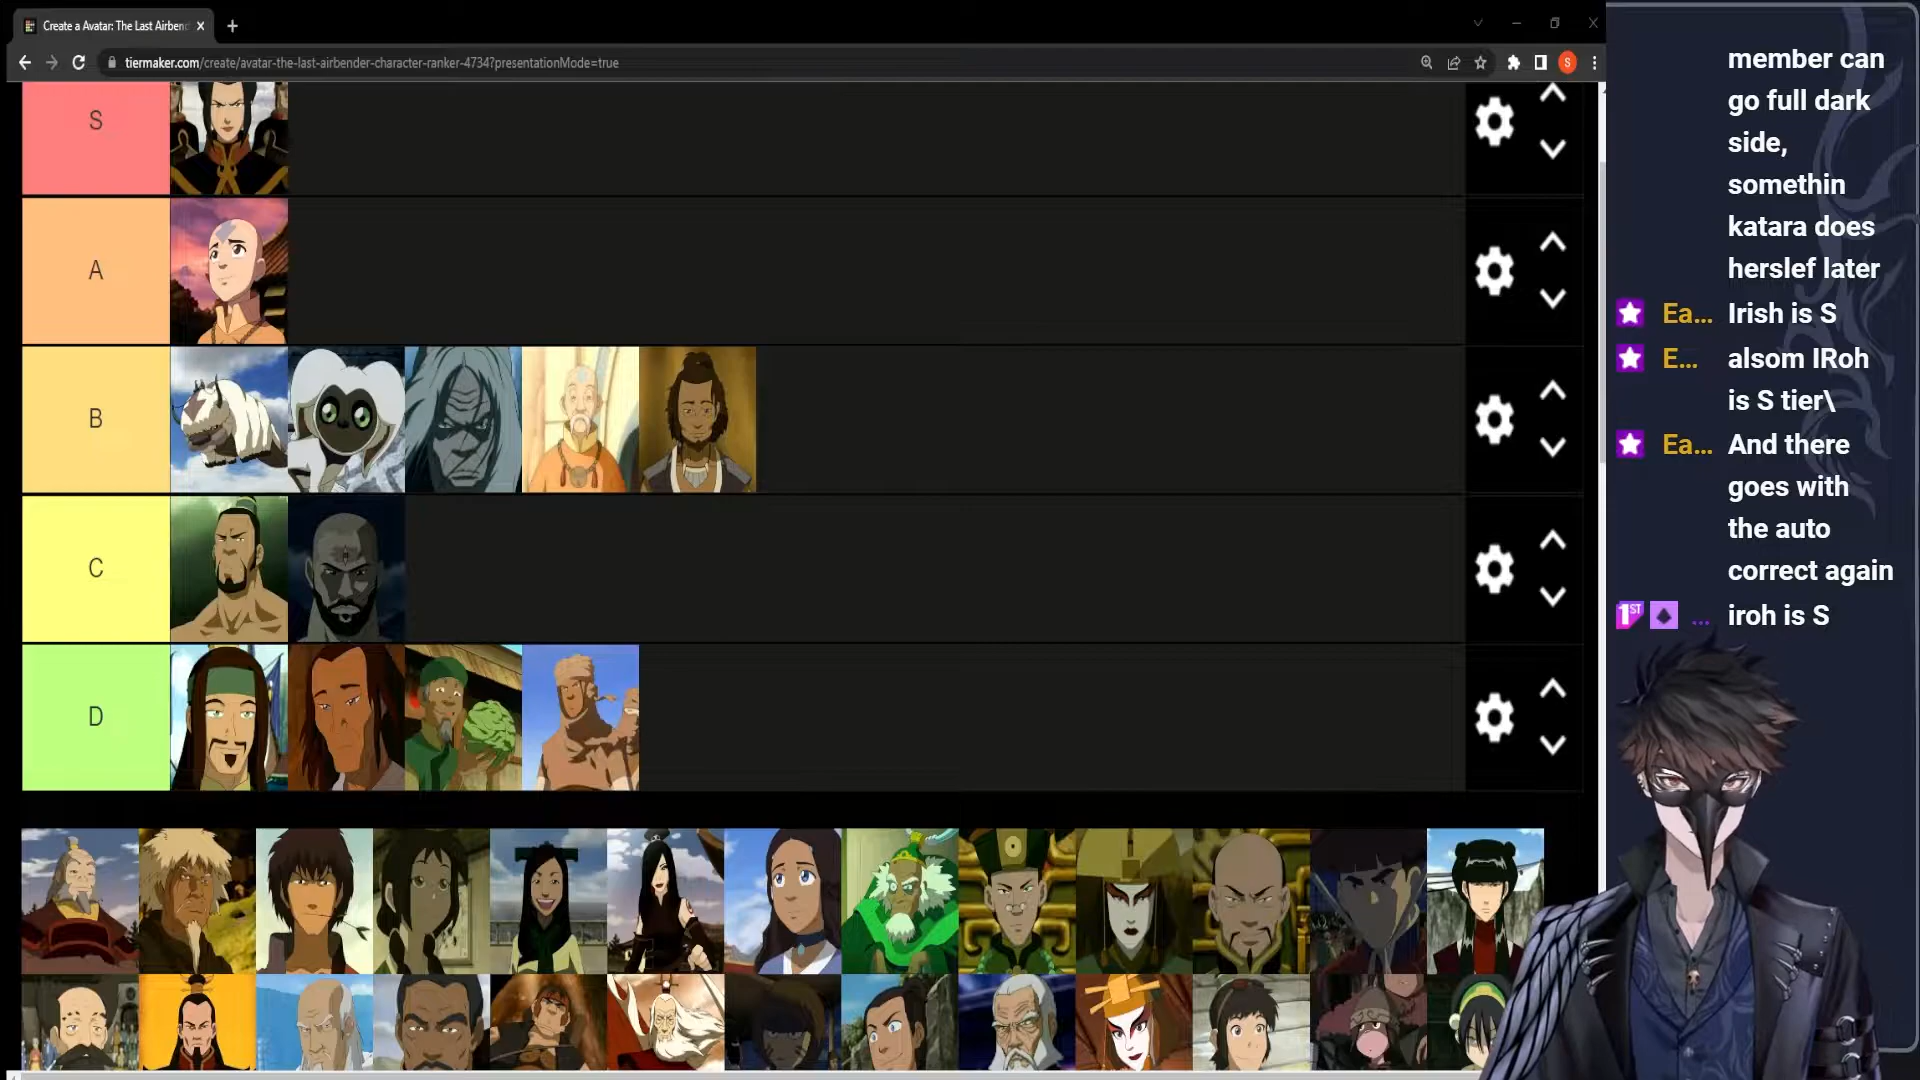 Create a Avatar: The Last Airben
tiermaker.com/create/avatar-the-last-airbender-character-ranker-4734?presentationMode=true
S
S
A
B
C
D
member can
go full dark
side,
somethin
katara does
herslef later
Ea... Irish is S
E... alsom IRoh
is S tier\
Ea... And there
goes with
the auto
correct again
1ST ... iroh is S